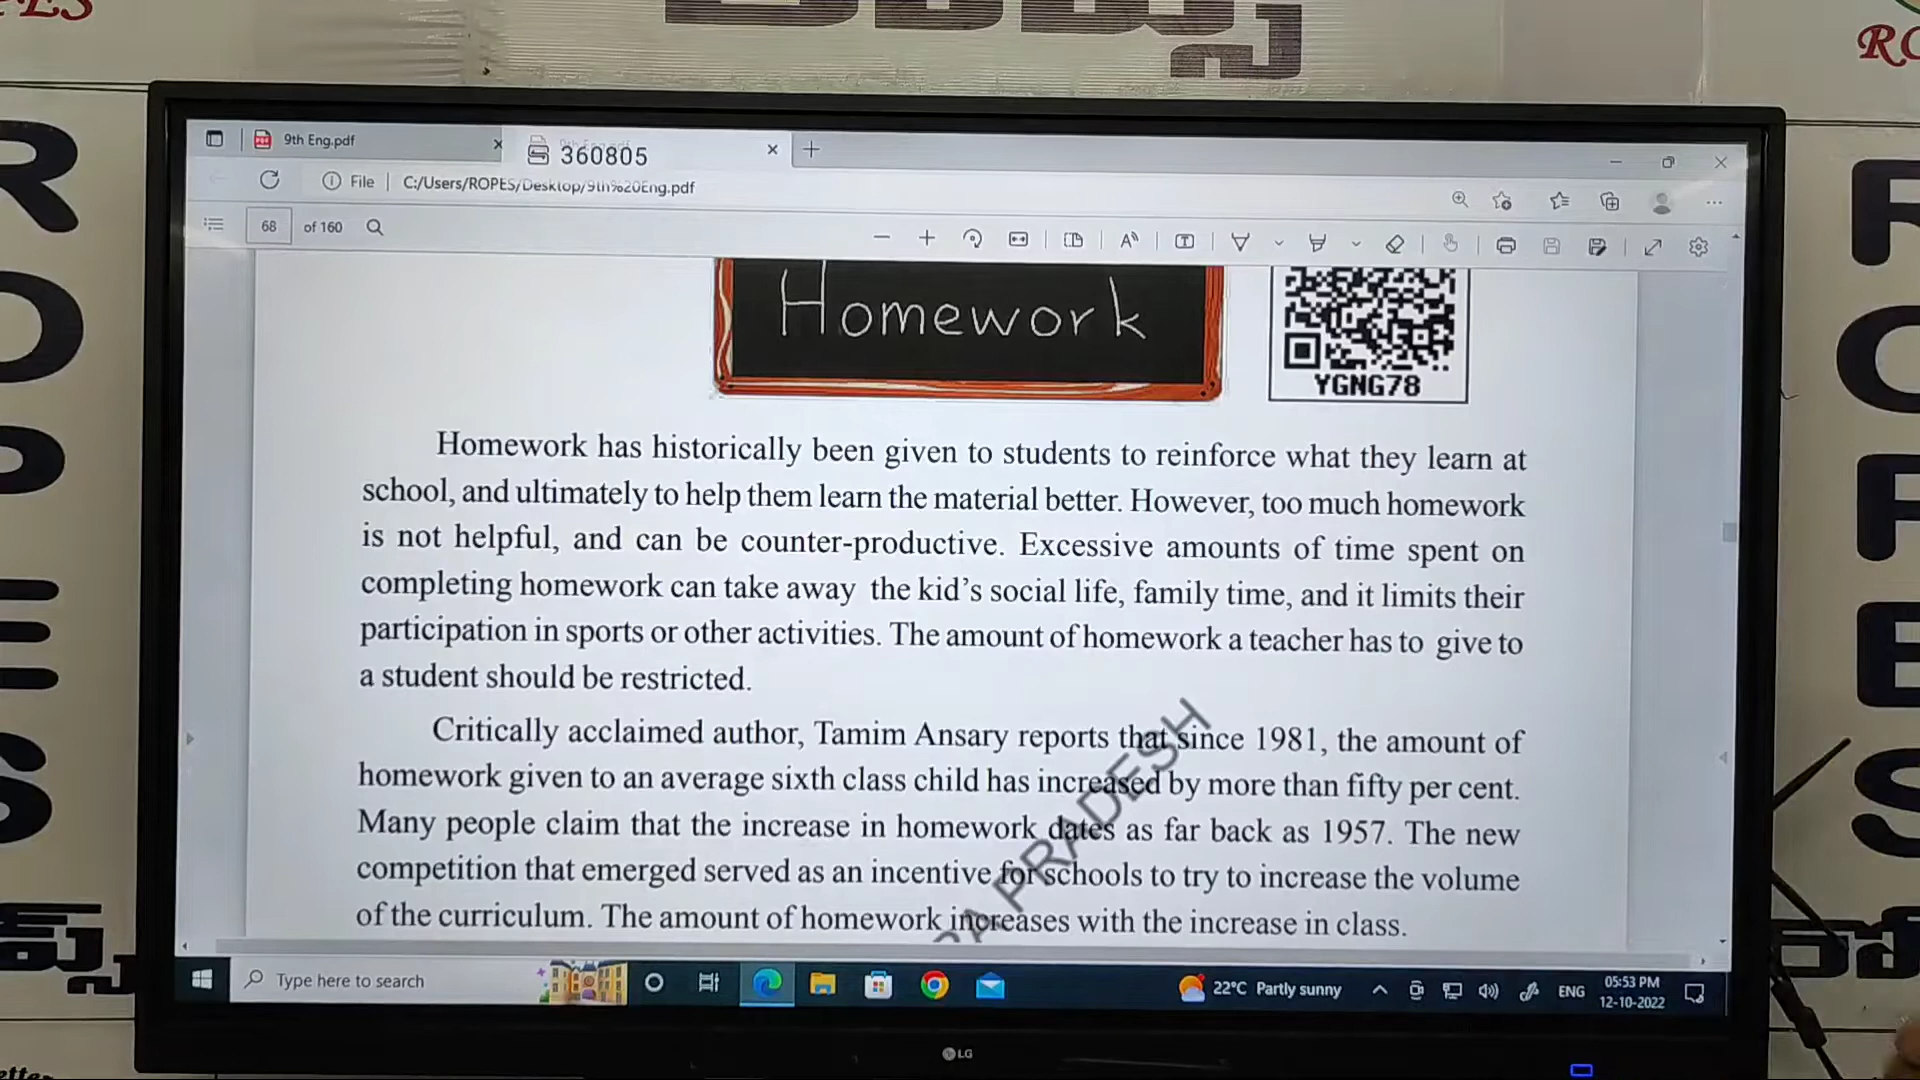 9th Eng.pdf
360805
File
C:/Users/ROPES/Desktop/9th%20Eng.pdf
68 of 160
Homework
YGNG78
Homework has historically been given to students to reinforce what they learn at
school, and ultimately to help them learn the material better. However, too much homework
is not helpful, and can be counter-productive. Excessive amounts of time spent on
completing homework can take away the kid's social life, family time, and it limits their
participation in sports or other activities. The amount of homework a teacher has to give to
a student should be restricted.
Critically acclaimed author, Tamim Ansary reports that since 1981, the amount of
homework given to an average sixth class child has increased by more than fifty per cent.
Many people claim that the increase in homework dates as far back as 1957. The new
competition that emerged served as an incentive for schools to try to increase the volume
of the curriculum. The amount of homework increases with the increase in class.
PRADESH
Type here to search
22°C Partly sunny
ENG
05:53 PM
12-10-2022
LG
R
O
P
E
S
R
O
P
E
S